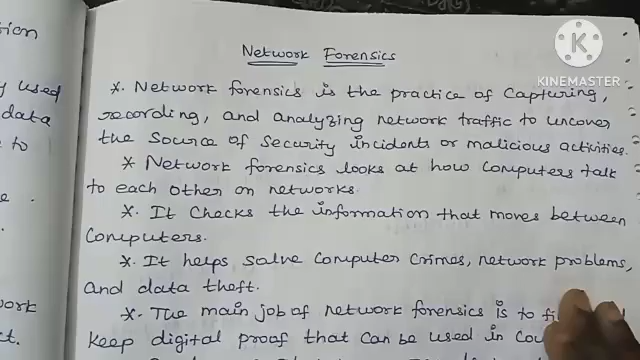 Network Forensics
KINEMASTER
*. Network forensics is the practice of capturing,
recording, and analyzing network traffic to uncover
the source of security incidents or malicious activities.
* Network forensics looks at how computers talk
to each other on networks.
*. It checks the information that moves between
computers.
*. It helps solve computer crimes, network problems,
and data theft.
*. The main job of network forensics is to
keep digital proof that can be used in
used
data
to